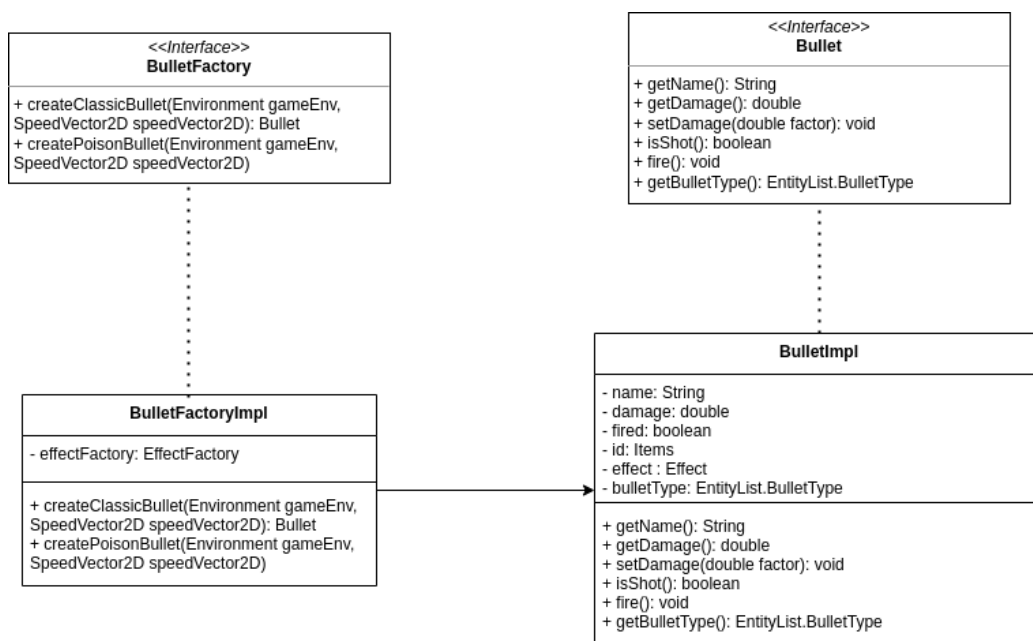 <<Interface>>
BulletFactory
+ createClassicBullet(Environment gameEnv,
SpeedVector2D speedVector2D): Bullet
+ createPoisonBullet(Environment gameEnv,
SpeedVector2D speedVector2D)
<<Interface>>
Bullet
+ getName(): String
+ getDamage(): double
+ setDamage(double factor): void
+ isShot(): boolean
+ fire(): void
+ getBulletType(): EntityList.BulletType
BulletFactoryImpl
- effectFactory: EffectFactory
+ createClassicBullet(Environment gameEnv,
SpeedVector2D speedVector2D): Bullet
+ createPoisonBullet(Environment gameEnv,
SpeedVector2D speedVector2D)
BulletImpl
- name: String
- damage: double
- fired: boolean
- id: Items
- effect : Effect
- bulletType: EntityList.BulletType
+ getName(): String
+ getDamage(): double
+ setDamage(double factor): void
+ isShot(): boolean
+ fire(): void
+ getBulletType(): EntityList.BulletType